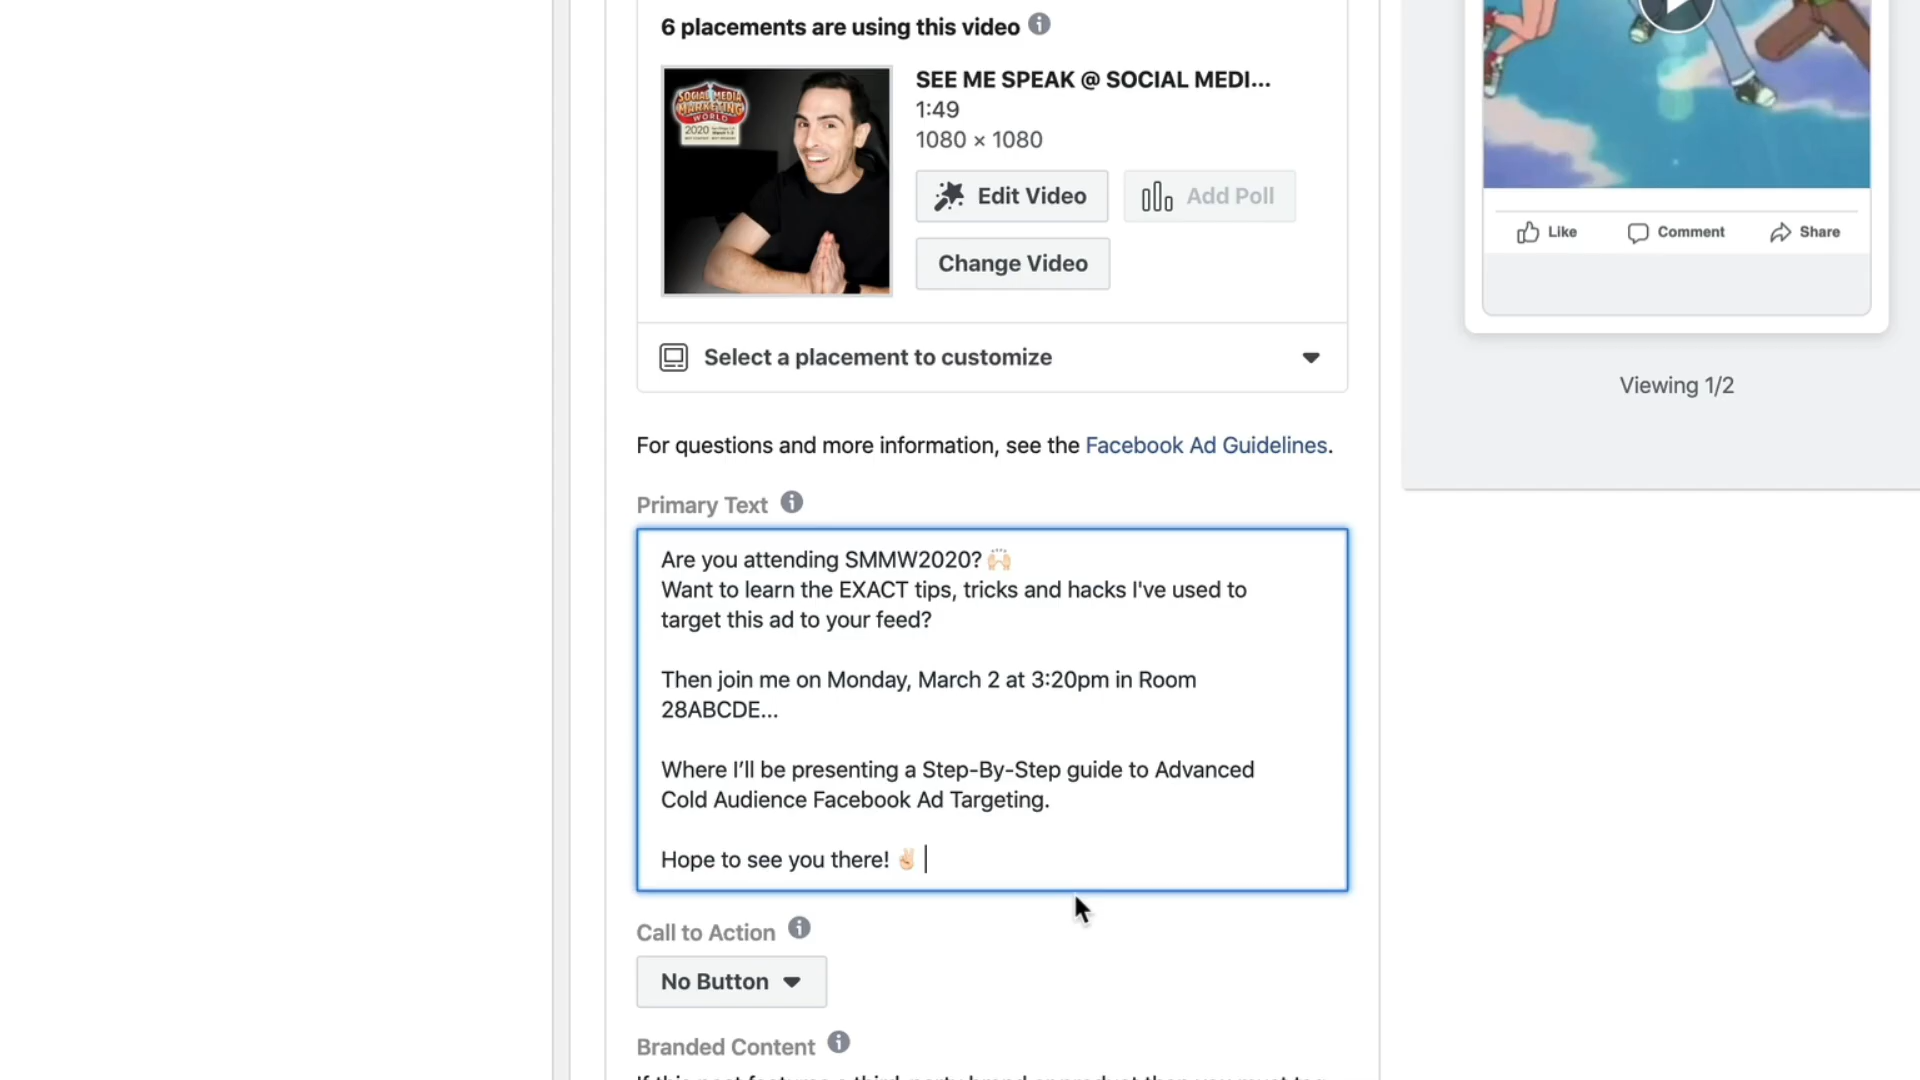 6 placements are using this video
SOCIAL MEDIA
MARKETING
WORLD
2020
SEE ME SPEAK @ SOCIAL MEDI...
1:49
1080 × 1080
Edit Video
Add Poll
Change Video
Select a placement to customize
For questions and more information, see the Facebook Ad Guidelines.
Primary Text
Are you attending SMMW2020? 🙌🏻
Want to learn the EXACT tips, tricks and hacks I've used to
target this ad to your feed?
Then join me on Monday, March 2 at 3:20pm in Room
28ABCDE...
Where I’ll be presenting a Step-By-Step guide to Advanced
Cold Audience Facebook Ad Targeting.
Hope to see you there! ✌🏻
Call to Action
No Button
Branded Content
Like
Comment
Share
Viewing 1/2